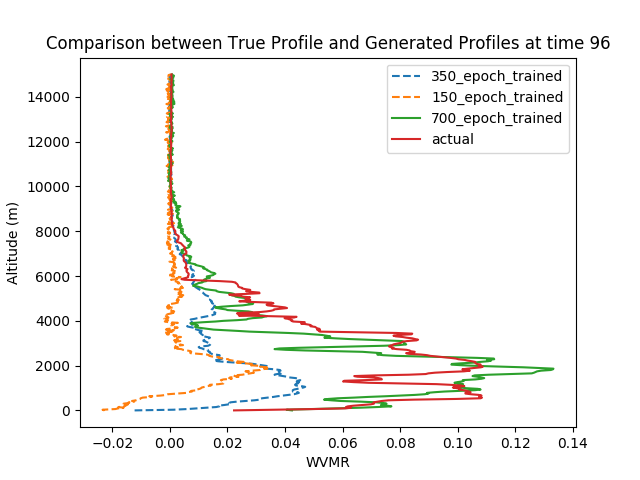 Comparison between True Profile and Generated Profiles at time 96
350_epoch_trained
150_epoch_trained
700_epoch_trained
actual
Altitude (m)
14000
12000
10000
8000
6000
4000
2000
0
−0.02 0.00 0.02 0.04 0.06 0.08 0.10 0.12 0.14
WVMR